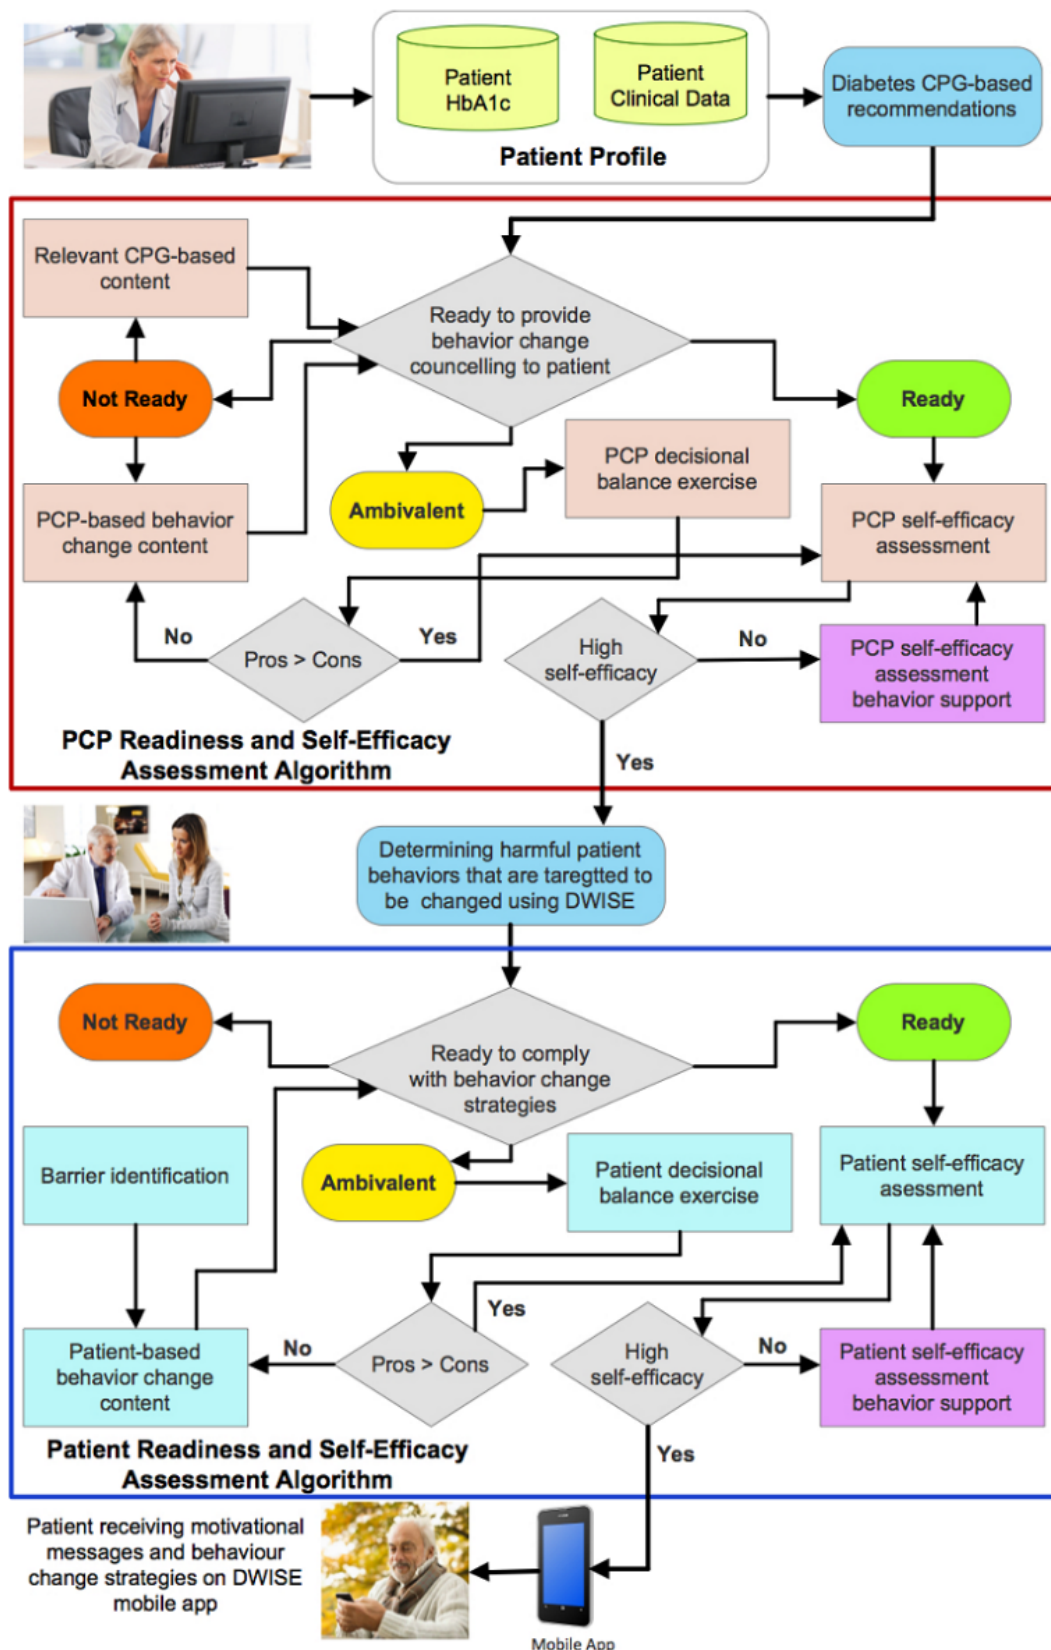 Patient
HbA1c
Patient
Clinical Data
Patient Profile
Diabetes CPG-based
recommendations
Relevant CPG-based
content
Ready to provide
behavior change
councelling to patient
Not Ready
Ready
Ambivalent
PCP decisional
balance exercise
PCP-based behavior
change content
PCP self-efficacy
assessment
No
Pros > Cons
Yes
High
self-efficacy
No
PCP self-efficacy
assessment
behavior support
PCP Readiness and Self-Efficacy
Assessment Algorithm
Yes
Determining harmful patient
behaviors that are taregtted to
be changed using DWISE
Not Ready
Ready
Ready to comply
with behavior change
strategies
Barrier identification
Ambivalent
Patient decisional
balance exercise
Patient self-efficacy
asessment
Yes
Patient-based
behavior change
content
No
Pros > Cons
High
self-efficacy
No
Patient self-efficacy
assessment
behavior support
Patient Readiness and Self-Efficacy
Assessment Algorithm
Yes
Patient receiving motivational
messages and behaviour
change strategies on DWISE
mobile app
Mobile App